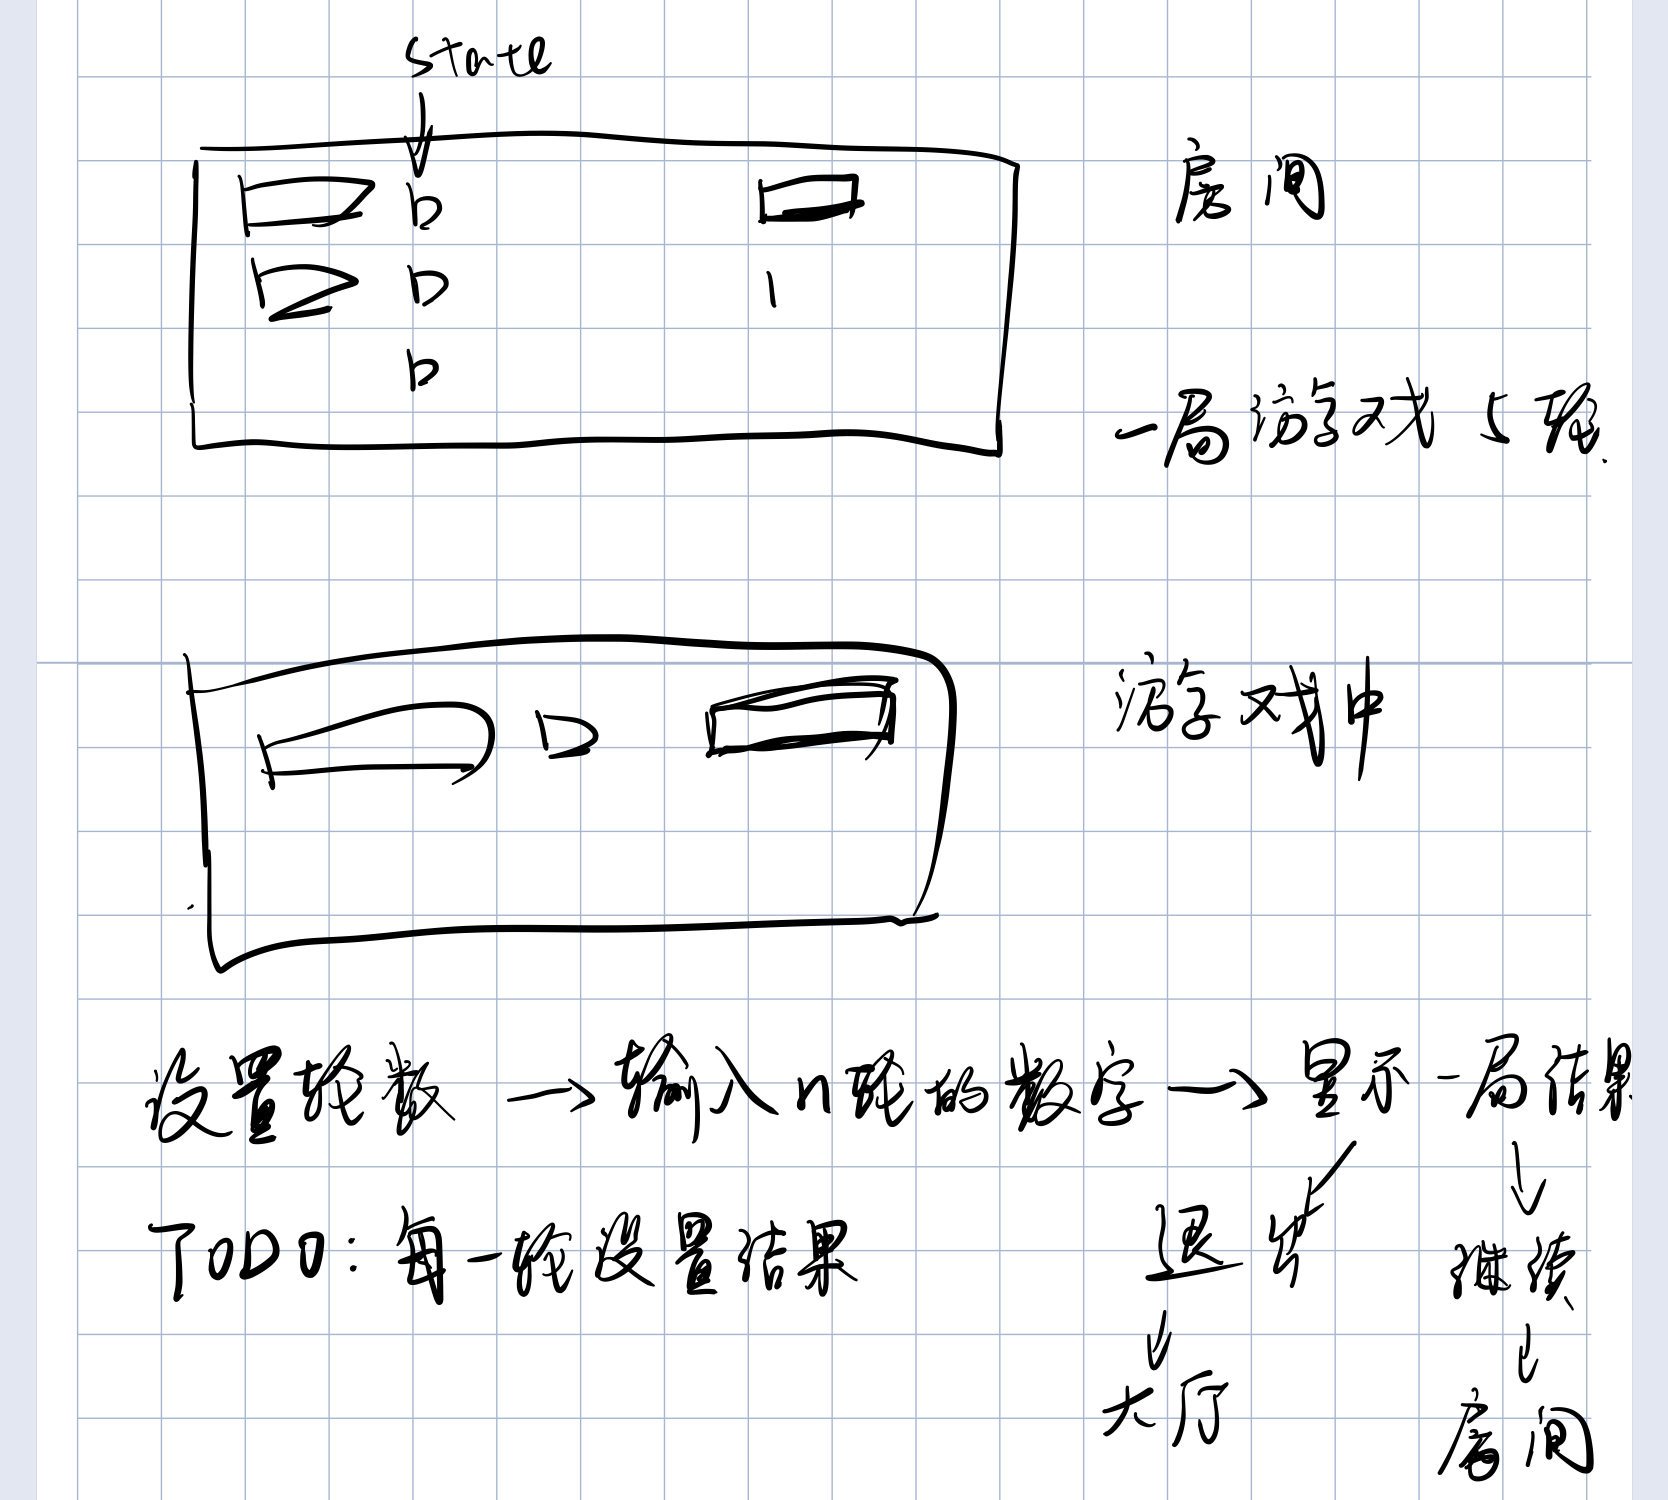 state
房间
一局游戏 5 轮.
游戏中
设置轮数 → 输入 n 轮的数字 → 显示一局结果
TODO: 每一轮设置结果
退出 继续
大厅 房间